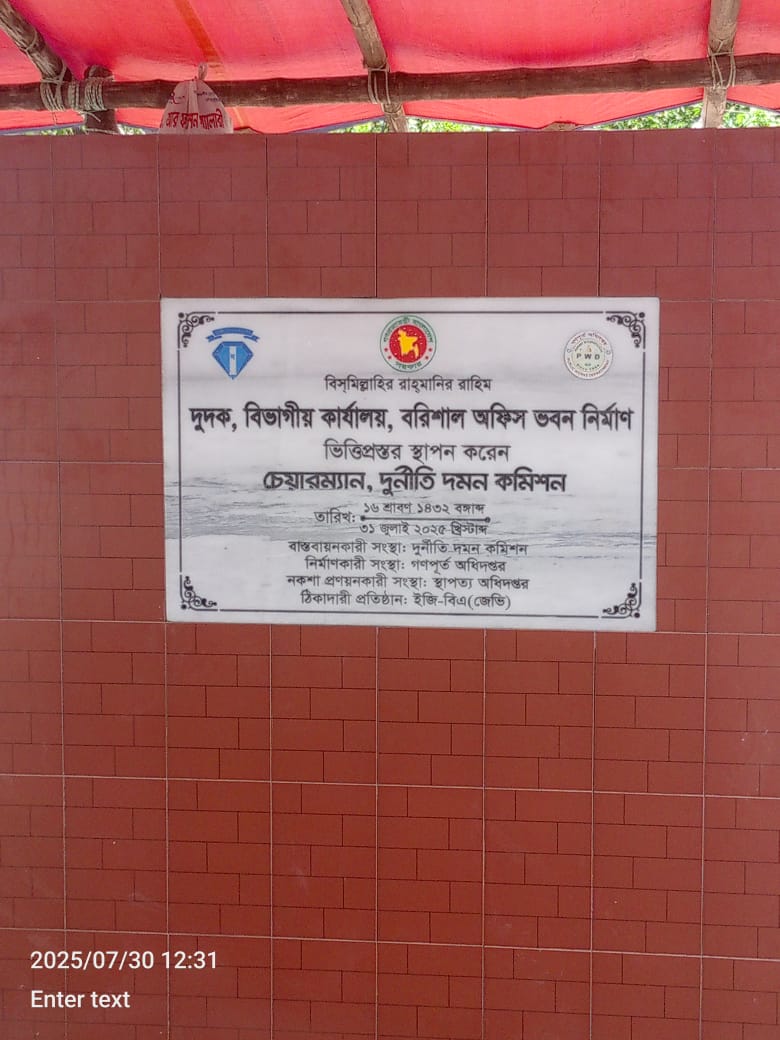 বিস্‌মিল্লাহির রাহ্‌মানির রাহিম
দুদক, বিভাগীয় কার্যালয়, বরিশাল অফিস ভবন নির্মাণ
ভিত্তিপ্রস্তর স্থাপন করেন
চেয়ারম্যান, দুর্নীতি দমন কমিশন
তারিখ: ১৬ শ্রাবণ ১৪৩২ বঙ্গাব্দ
৩১ জুলাই ২০২৫ খ্রিস্টাব্দ
বাস্তবায়নকারী সংস্থা: দুর্নীতি দমন কমিশন
নির্মাণকারী সংস্থা: গণপূর্ত অধিদপ্তর
নকশা প্রণয়নকারী সংস্থা: স্থাপত্য অধিদপ্তর
ঠিকাদারী প্রতিষ্ঠান: ইজি-বিএ(জেভি)
PWD
2025/07/30 12:31
Enter text